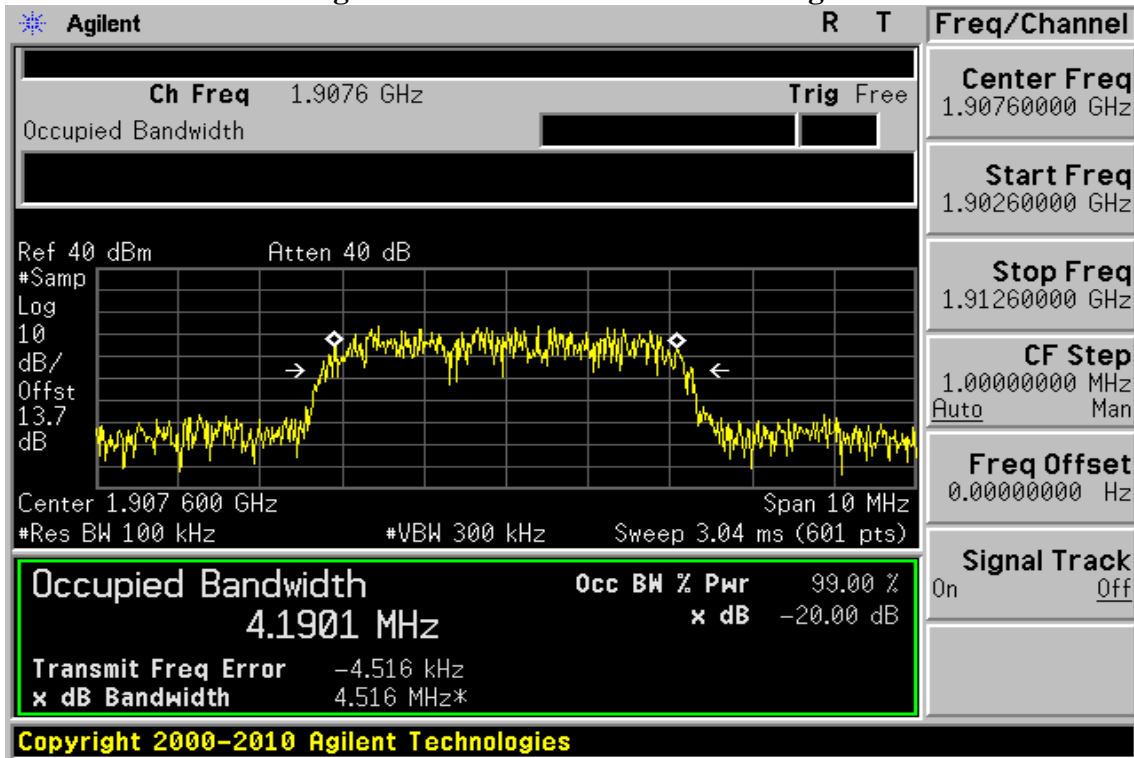 Agilent R T
Freq/Channel
Ch Freq 1.9076 GHz Trig Free
Occupied Bandwidth
Center Freq
1.90760000 GHz
Start Freq
1.90260000 GHz
Stop Freq
1.91260000 GHz
CF Step
1.00000000 MHz
Auto Man
Freq Offset
0.00000000 Hz
Signal Track
On Off
Ref 40 dBm Atten 40 dB
#Samp
Log
10
dB/
Offst
13.7
dB
Center 1.907 600 GHz Span 10 MHz
#Res BW 100 kHz #VBW 300 kHz Sweep 3.04 ms (601 pts)
Occupied Bandwidth Occ BW % Pwr 99.00 %
4.1901 MHz x dB -20.00 dB
Transmit Freq Error -4.516 kHz
x dB Bandwidth 4.516 MHz*
Copyright 2000-2010 Agilent Technologies